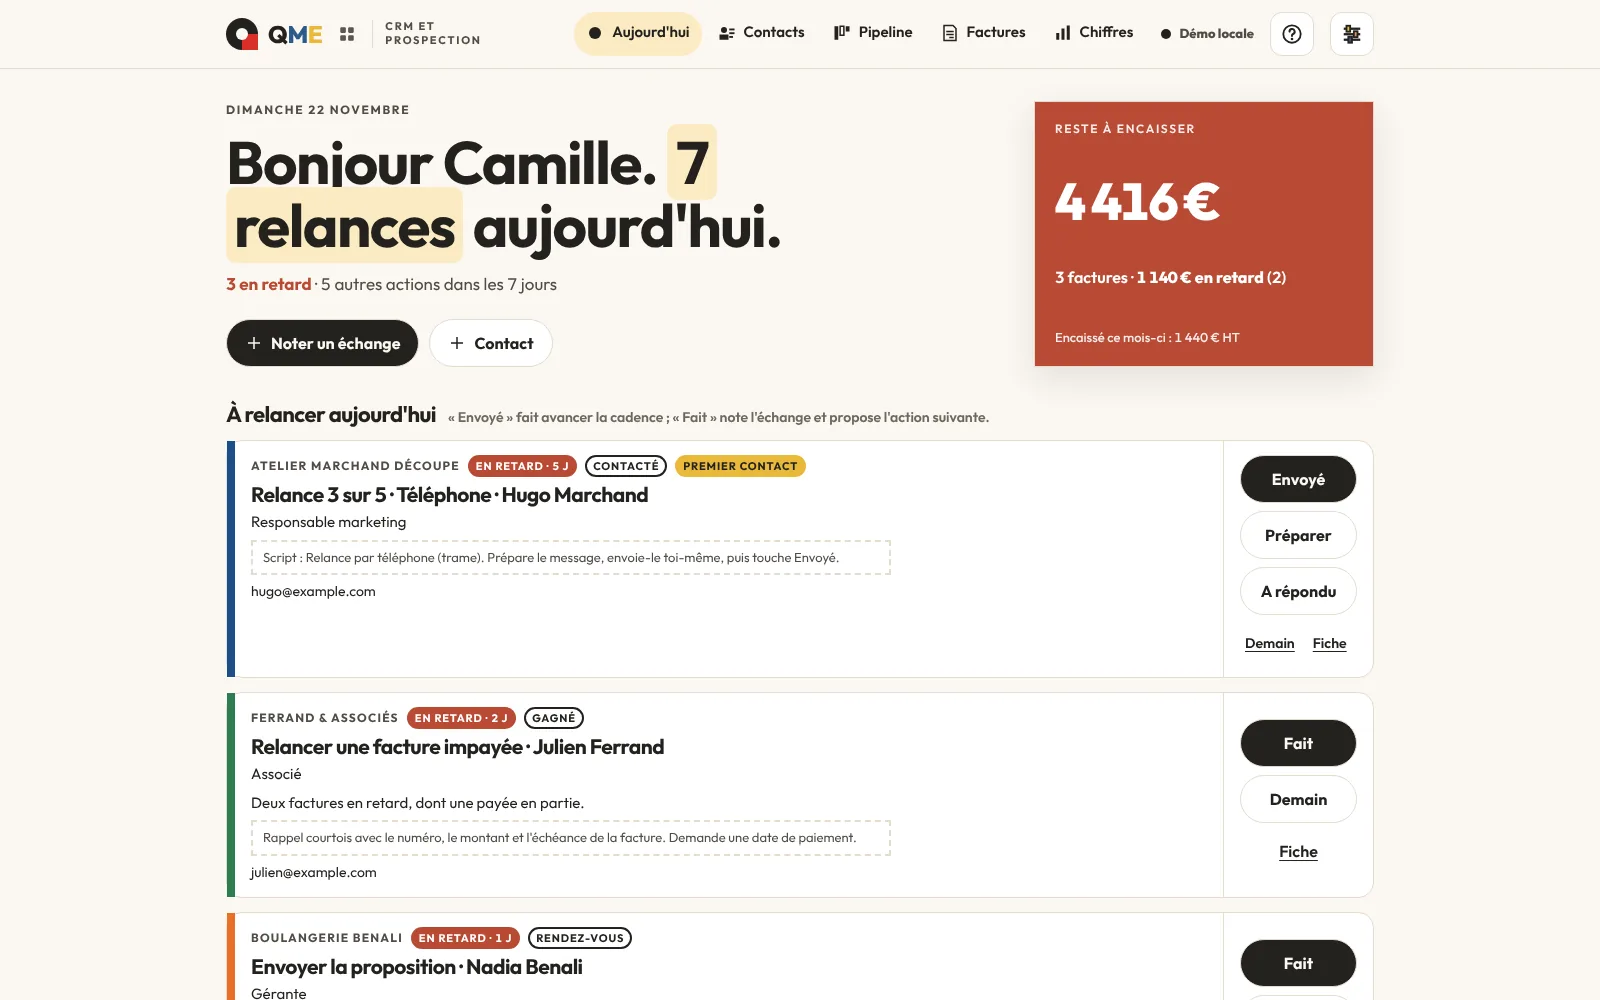 QME
CRM ET
PROSPECTION
Aujourd'hui
Contacts
Pipeline
Factures
Chiffres
Démo locale
DIMANCHE 22 NOVEMBRE
Bonjour Camille. 7
relances aujourd'hui.
3 en retard · 5 autres actions dans les 7 jours
+ Noter un échange
+ Contact
RESTE À ENCAISSER
4 416 €
3 factures · 1 140 € en retard (2)
Encaissé ce mois-ci : 1 440 € HT
À relancer aujourd'hui
« Envoyé » fait avancer la cadence ; « Fait » note l'échange et propose l'action suivante.
ATELIER MARCHAND DÉCOUPE EN RETARD · 5 J CONTACTÉ PREMIER CONTACT
Relance 3 sur 5 · Téléphone · Hugo Marchand
Responsable marketing
Script : Relance par téléphone (trame). Prépare le message, envoie-le toi-même, puis touche Envoyé.
hugo@example.com
Envoyé
Préparer
A répondu
Demain Fiche
FERRAND & ASSOCIÉS EN RETARD · 2 J GAGNÉ
Relancer une facture impayée · Julien Ferrand
Associé
Deux factures en retard, dont une payée en partie.
Rappel courtois avec le numéro, le montant et l'échéance de la facture. Demande une date de paiement.
julien@example.com
Fait
Demain
Fiche
BOULANGERIE BENALI EN RETARD · 1 J RENDEZ-VOUS
Envoyer la proposition · Nadia Benali
Gérante
Fait